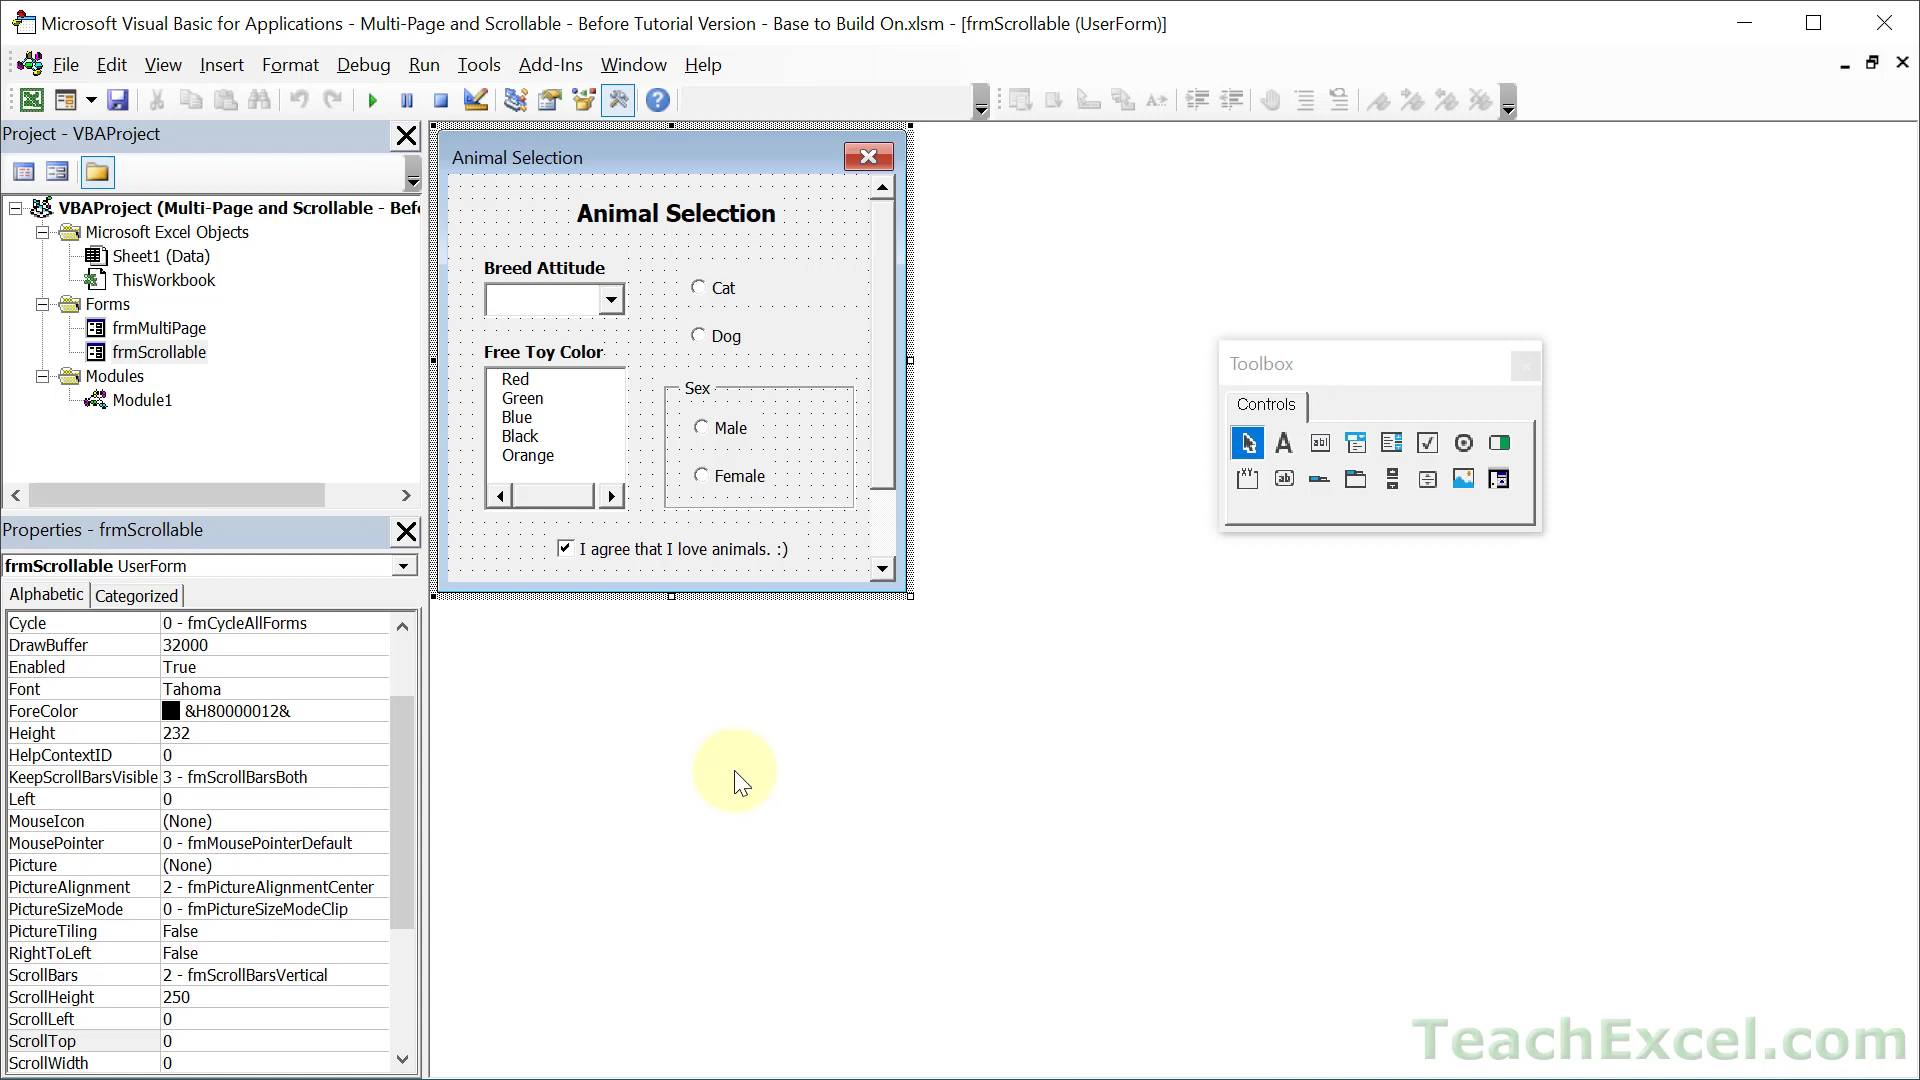 Microsoft Visual Basic for Applications - Multi-Page and Scrollable - Before Tutorial Version - Base to Build On.xlsm - [frmScrollable (UserForm)]
File Edit View Insert Format Debug Run Tools Add-Ins Window Help
Project - VBAProject
VBAProject (Multi-Page and Scrollable - Bef
Microsoft Excel Objects
Sheet1 (Data)
ThisWorkbook
Forms
frmMultiPage
frmScrollable
Modules
Module1
Properties - frmScrollable
frmScrollable UserForm
Alphabetic Categorized
Cycle 0 - fmCycleAllForms
DrawBuffer 32000
Enabled True
Font Tahoma
ForeColor &H80000012&
Height 232
HelpContextID 0
KeepScrollBarsVisible 3 - fmScrollBarsBoth
Left 0
MouseIcon (None)
MousePointer 0 - fmMousePointerDefault
Picture (None)
PictureAlignment 2 - fmPictureAlignmentCenter
PictureSizeMode 0 - fmPictureSizeModeClip
PictureTiling False
RightToLeft False
ScrollBars 2 - fmScrollBarsVertical
ScrollHeight 250
ScrollLeft 0
ScrollTop 0
ScrollWidth 0
Animal Selection
Animal Selection
Breed Attitude
Cat
Dog
Free Toy Color
Red
Green
Blue
Black
Orange
Sex
Male
Female
I agree that I love animals. :)
Toolbox
Controls
A abl
XY ab
TeachExcel.com